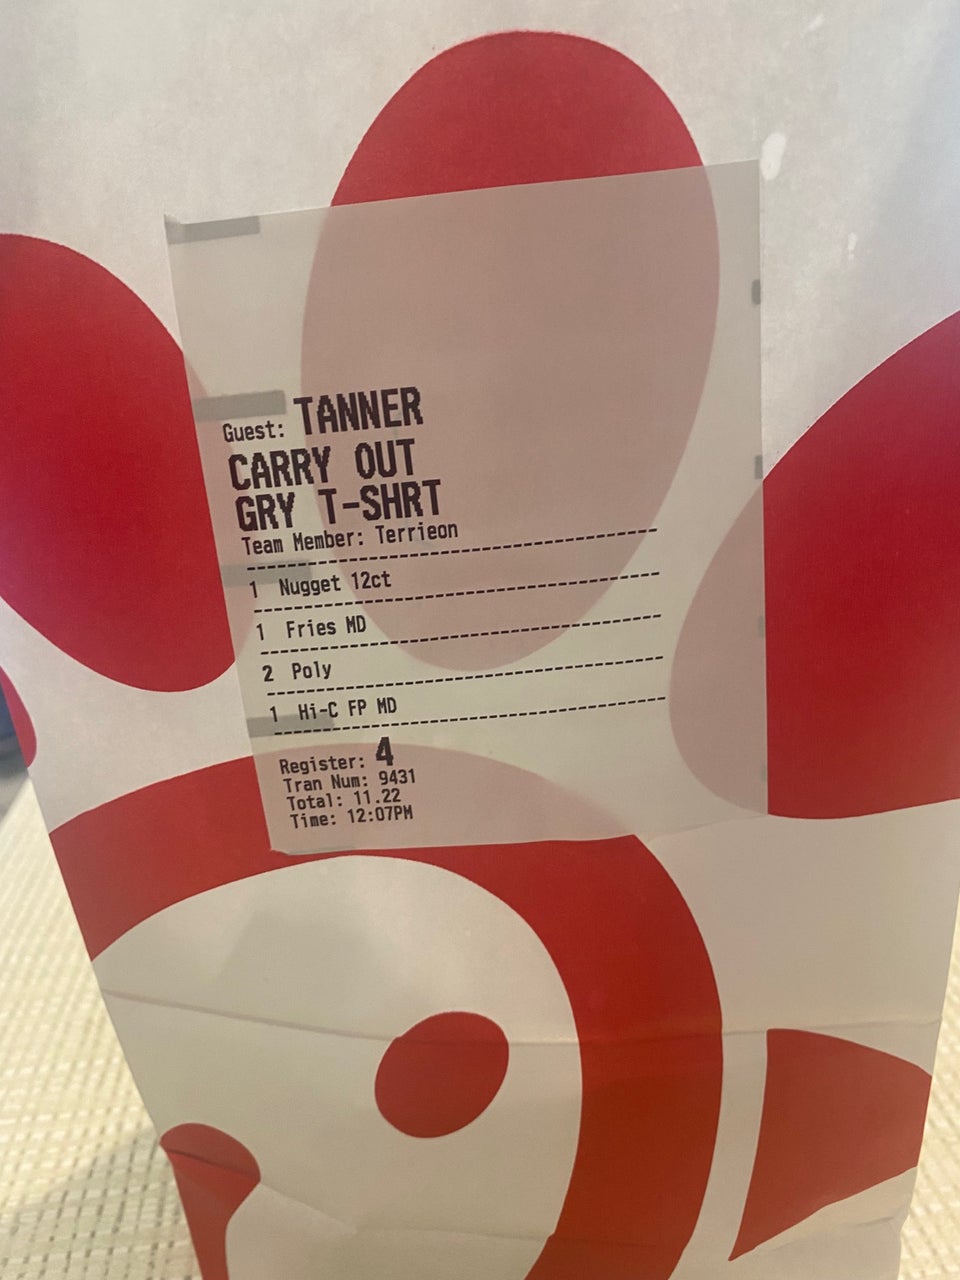 Guest: TANNER
CARRY OUT
GRY T-SHRT
Team Member: Terrieon
1 Nugget 12ct
1 Fries MD
2 Poly
1 Hi-C FP MD
Register: 4
Tran Num: 9431
Total: 11.22
Time: 12:07PM